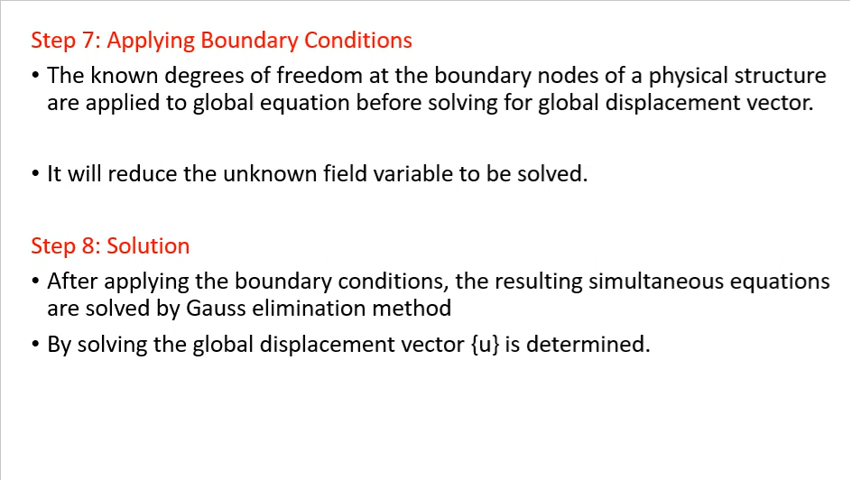 Step 7: Applying Boundary Conditions
• The known degrees of freedom at the boundary nodes of a physical structure
are applied to global equation before solving for global displacement vector.
• It will reduce the unknown field variable to be solved.
Step 8: Solution
• After applying the boundary conditions, the resulting simultaneous equations
are solved by Gauss elimination method
• By solving the global displacement vector {u} is determined.